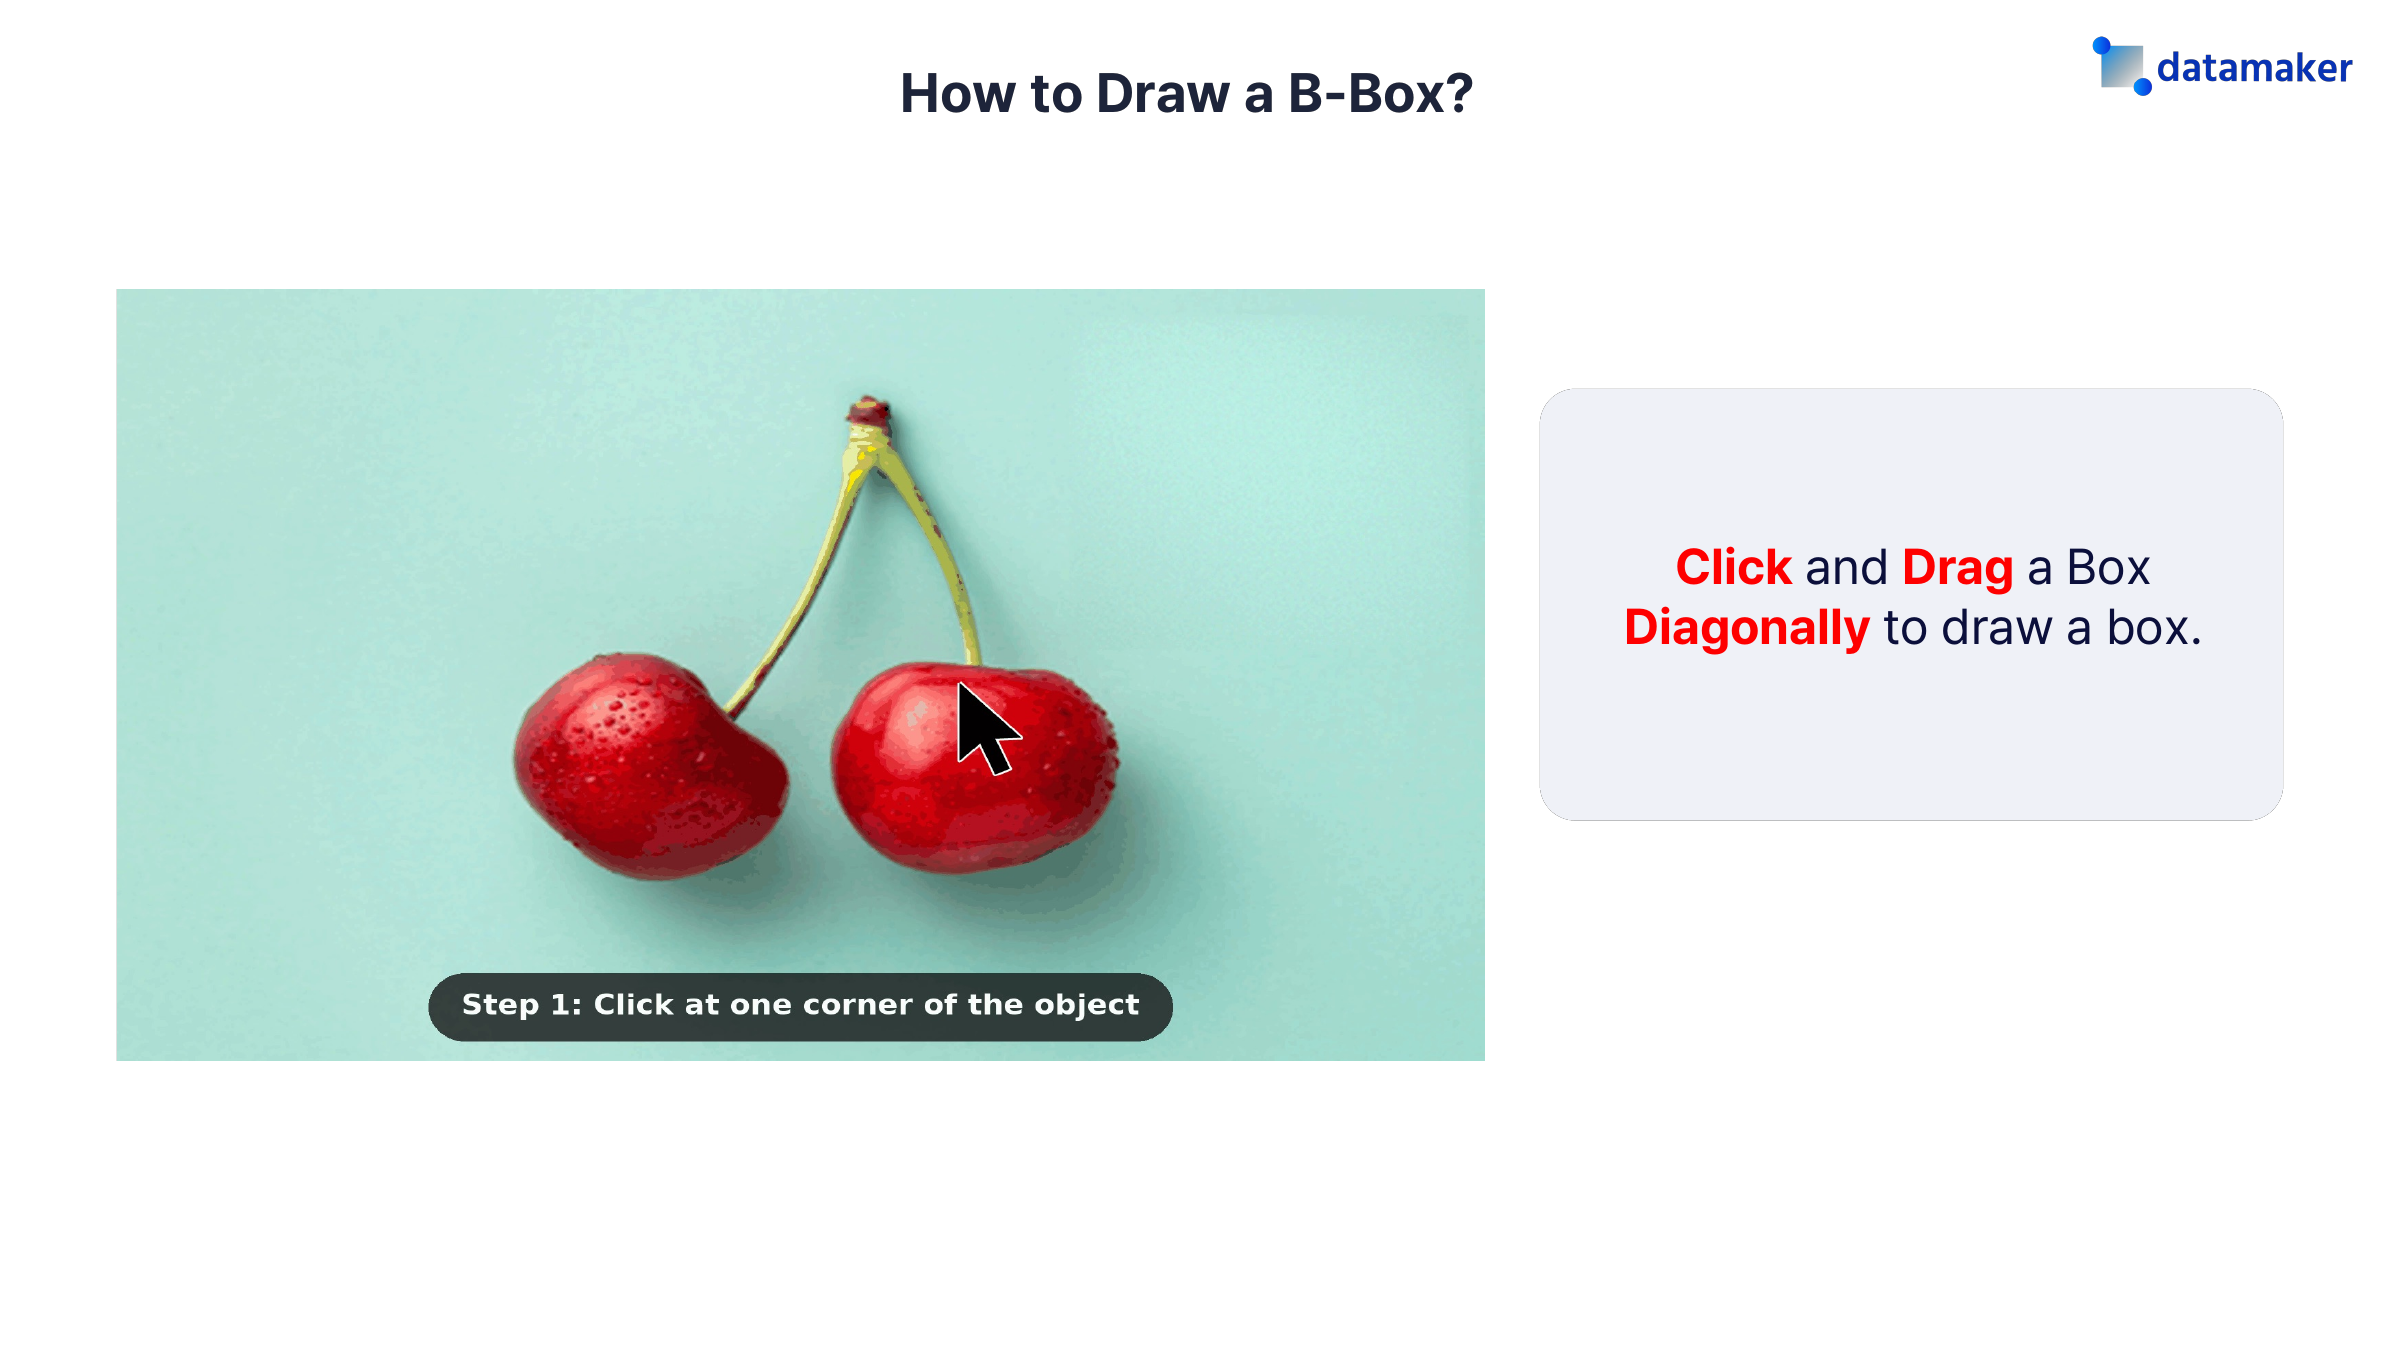 How to Draw a B-Box?
datamaker
Click and Drag a Box
Diagonally to draw a box.
Step 1: Click at one corner of the object